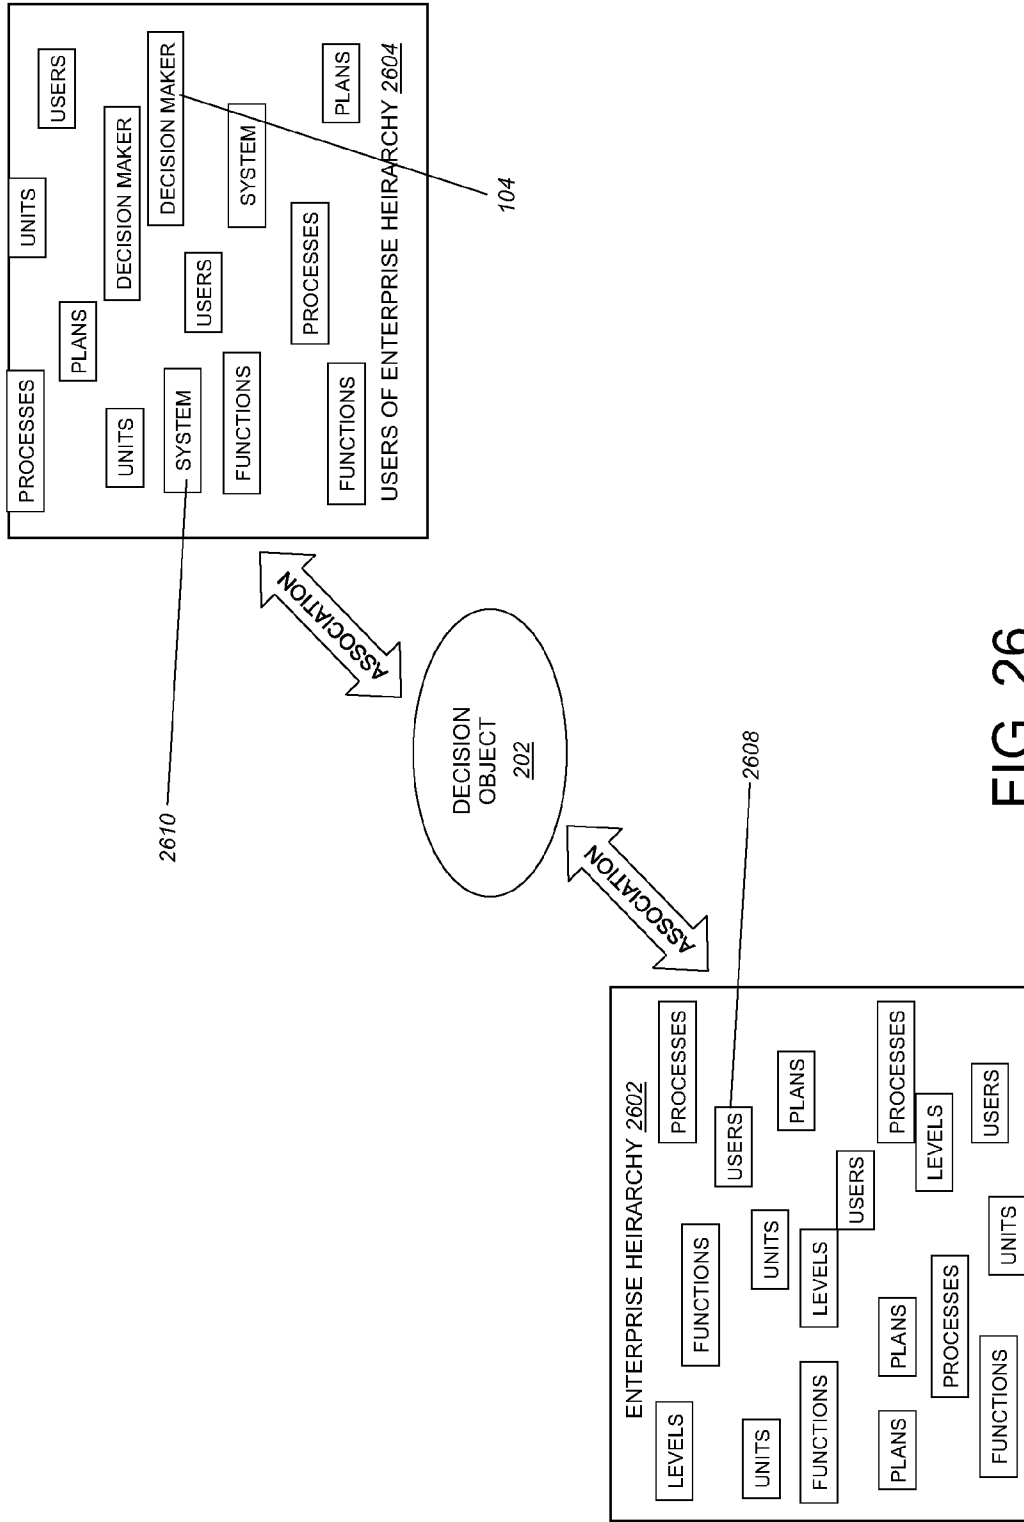 PROCESSES
UNITS
USERS
PLANS
UNITS
DECISION MAKER
DECISION MAKER
2610
SYSTEM
USERS
FUNCTIONS
SYSTEM
PROCESSES
PLANS
FUNCTIONS
USERS OF ENTERPRISE HEIRARCHY 2604
104
ASSOCIATION
DECISION
OBJECT
202
ASSOCIATION
2608
ENTERPRISE HEIRARCHY 2602
LEVELS
PROCESSES
FUNCTIONS
USERS
UNITS
UNITS
PLANS
FUNCTIONS
LEVELS
USERS
PLANS
PLANS
PROCESSES
PROCESSES
LEVELS
FUNCTIONS
UNITS
USERS
FIG 26